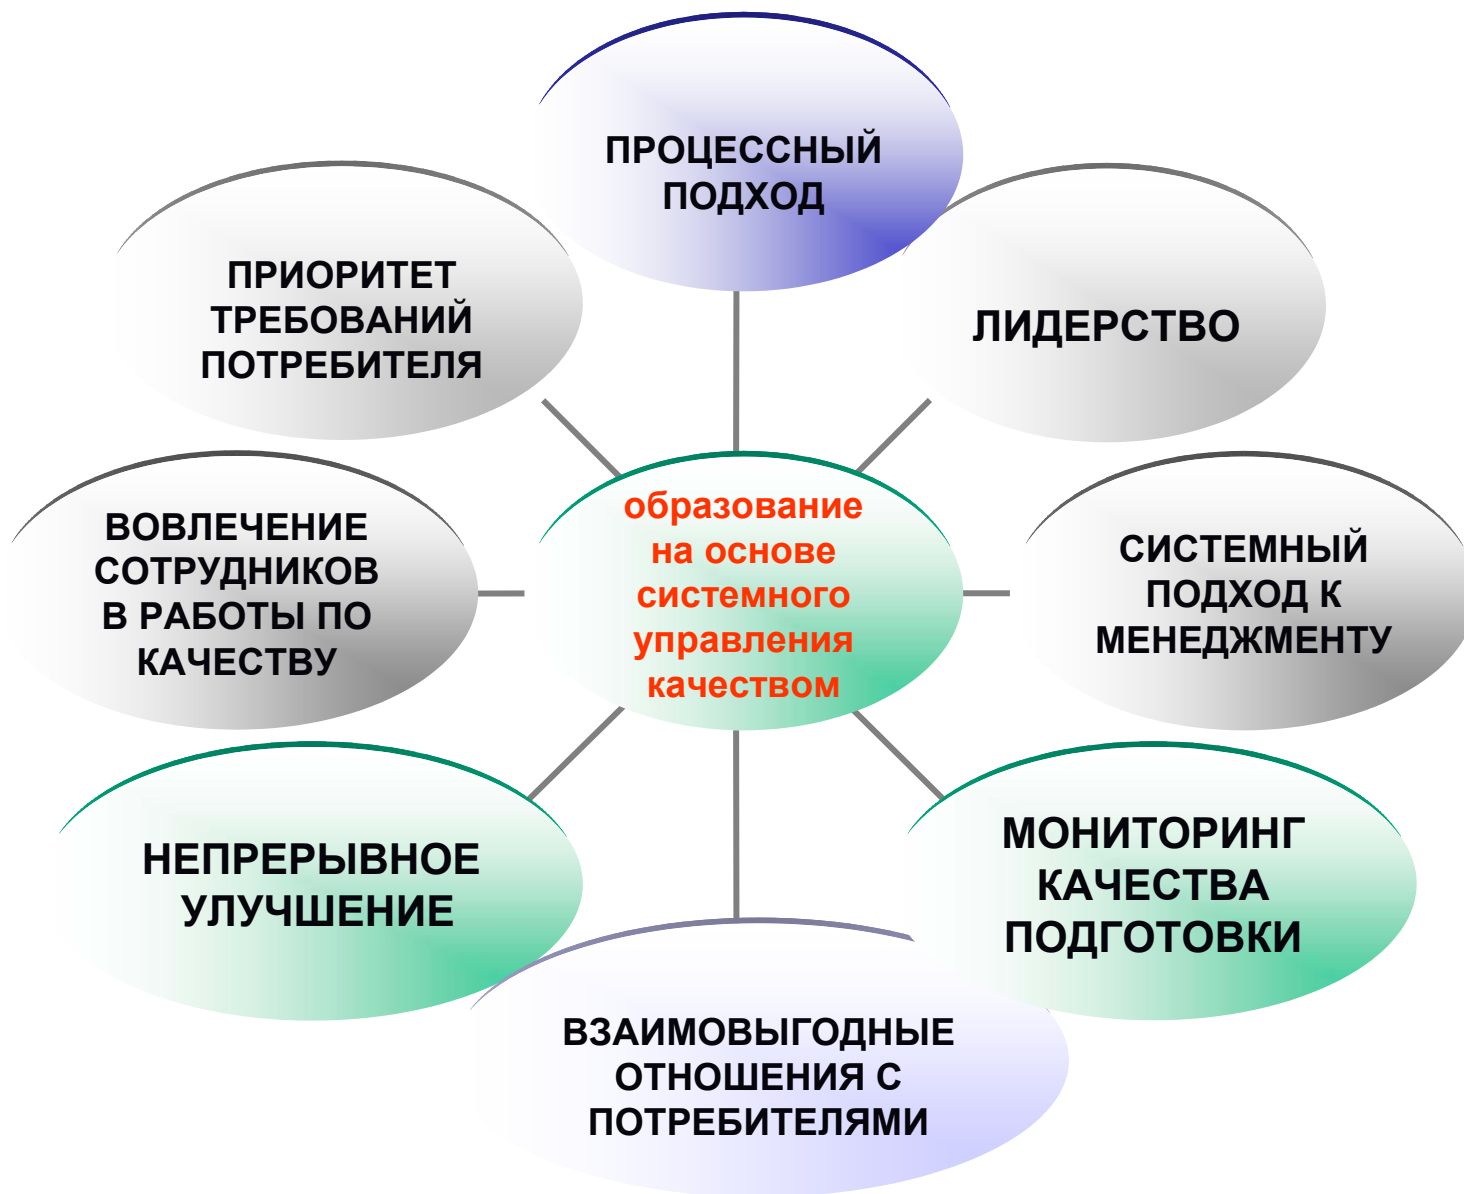 ПРОЦЕССНЫЙ
ПОДХОД
ПРИОРИТЕТ
ТРЕБОВАНИЙ
ПОТРЕБИТЕЛЯ
ЛИДЕРСТВО
ВОВЛЕЧЕНИЕ
СОТРУДНИКОВ
В РАБОТЫ ПО
КАЧЕСТВУ
образование
на основе
системного
управления
качеством
СИСТЕМНЫЙ
ПОДХОД К
МЕНЕДЖМЕНТУ
НЕПРЕРЫВНОЕ
УЛУЧШЕНИЕ
МОНИТОРИНГ
КАЧЕСТВА
ПОДГОТОВКИ
ВЗАИМОВЫГОДНЫЕ
ОТНОШЕНИЯ С
ПОТРЕБИТЕЛЯМИ